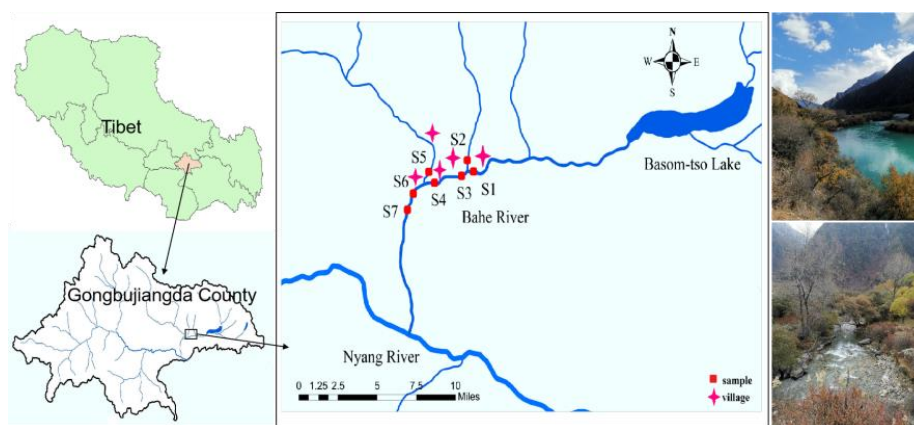 Tibet
Gongbujiangda County
N
W E
S
S2
S5
S6
S4
S3
S1
S7
Basom-tso Lake
Bahe River
Nyang River
0 1.25 2.5 5 7.5 10
Miles
sample
village